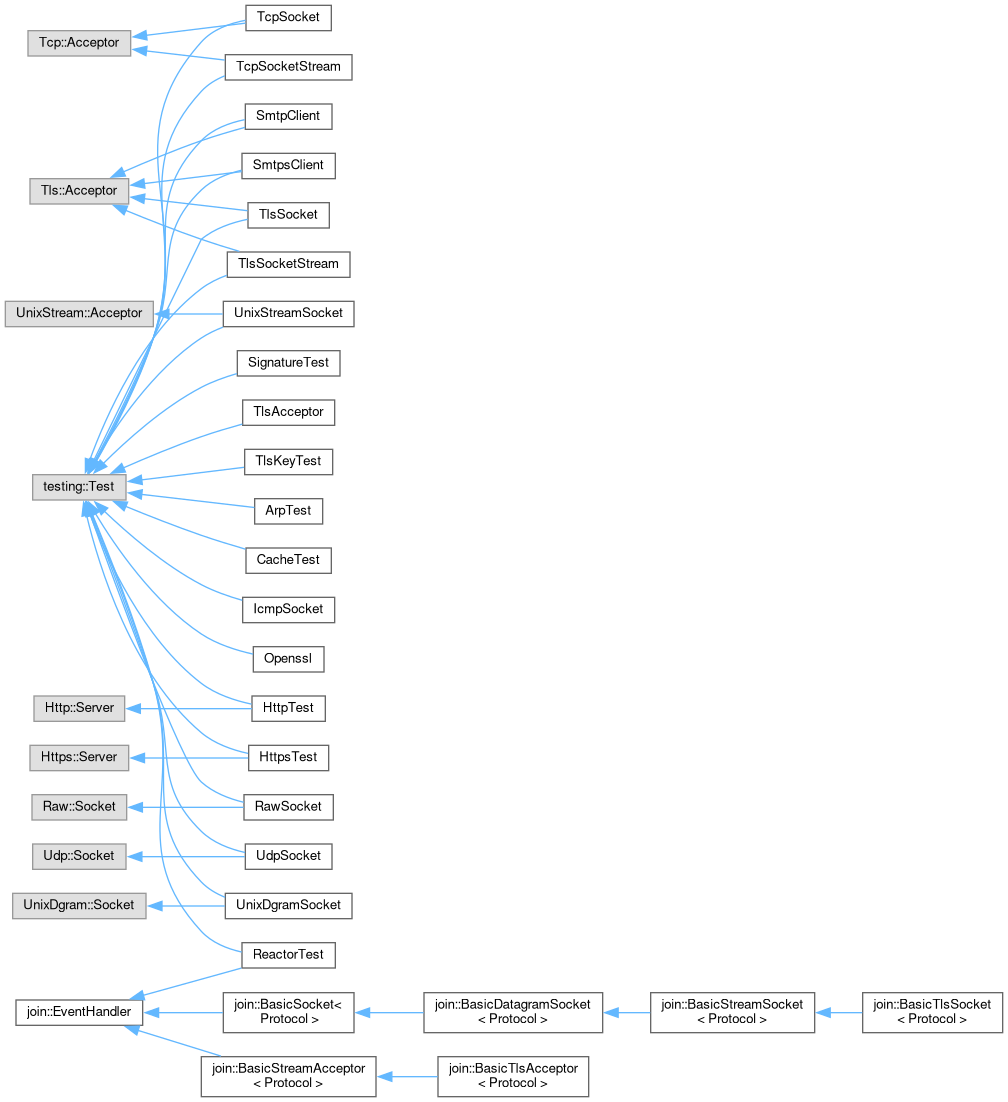 TcpSocket
Tcp::Acceptor
TcpSocketStream
SmtpClient
SmtpsClient
Tls::Acceptor
TlsSocket
TlsSocketStream
UnixStream::Acceptor
UnixStreamSocket
SignatureTest
TlsAcceptor
TlsKeyTest
testing::Test
ArpTest
CacheTest
IcmpSocket
Openssl
Http::Server
HttpTest
Https::Server
HttpsTest
Raw::Socket
RawSocket
Udp::Socket
UdpSocket
UnixDgram::Socket
UnixDgramSocket
ReactorTest
join::EventHandler
join::BasicSocket<
Protocol >
join::BasicDatagramSocket
< Protocol >
join::BasicStreamSocket
< Protocol >
join::BasicTlsSocket
< Protocol >
join::BasicStreamAcceptor
< Protocol >
join::BasicTlsAcceptor
< Protocol >